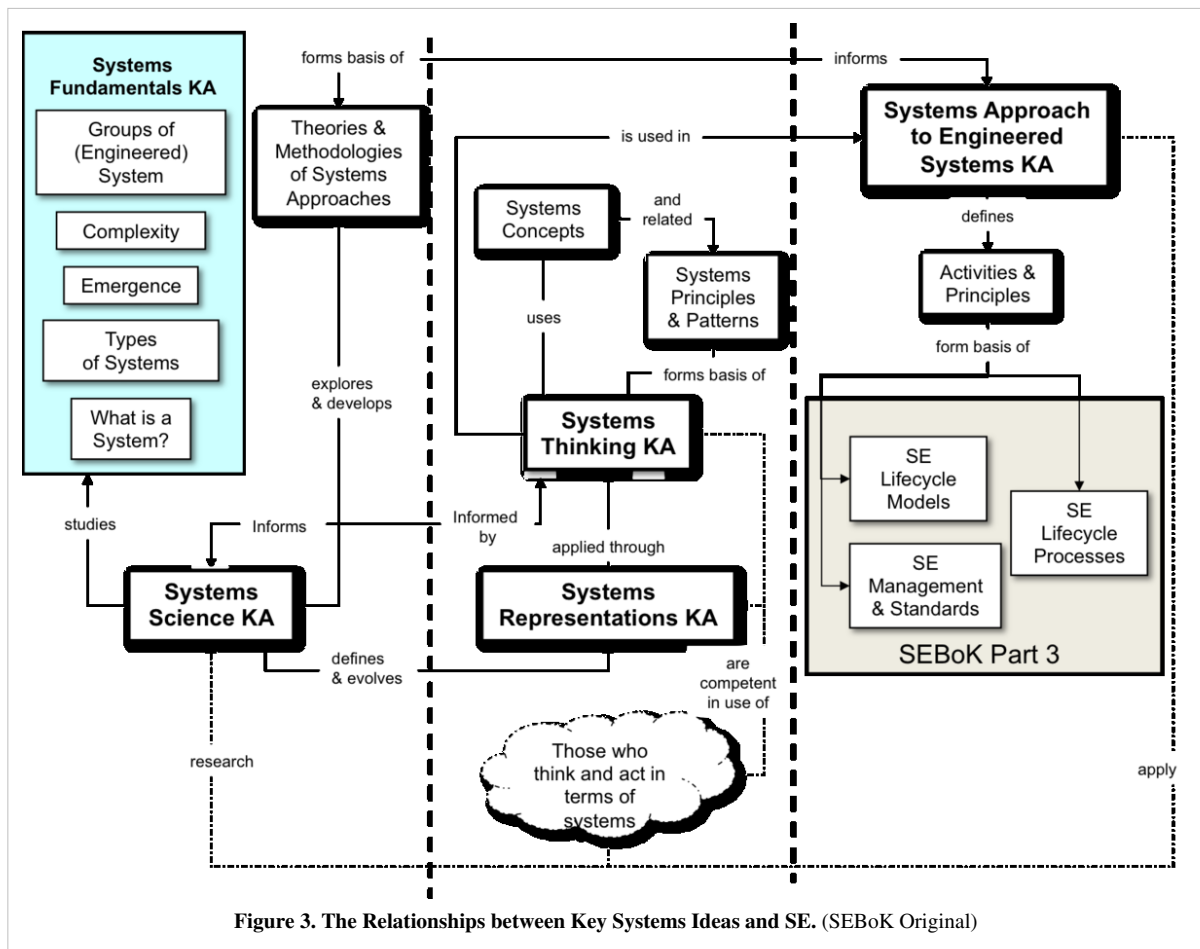 Systems
Fundamentals KA
Groups of
(Engineered)
System
Complexity
Emergence
Types
of Systems
What is a
System?
studies
forms basis of
Theories &
Methodologies
of Systems
Approaches
explores
& develops
Informs
Systems
Science KA
defines
& evolves
research
is used in
Systems
Concepts
and
related
Systems
Principles
& Patterns
uses
forms basis of
Systems
Thinking KA
Informed
by
applied through
Systems
Representations KA
are
competent
in use of
Those who
think and act in
terms of
systems
informs
Systems Approach
to Engineered
Systems KA
defines
Activities &
Principles
form basis of
SE
Lifecycle
Models
SE
Lifecycle
Processes
SE
Management
& Standards
SEBoK Part 3
apply
Figure 3. The Relationships between Key Systems Ideas and SE. (SEBoK Original)